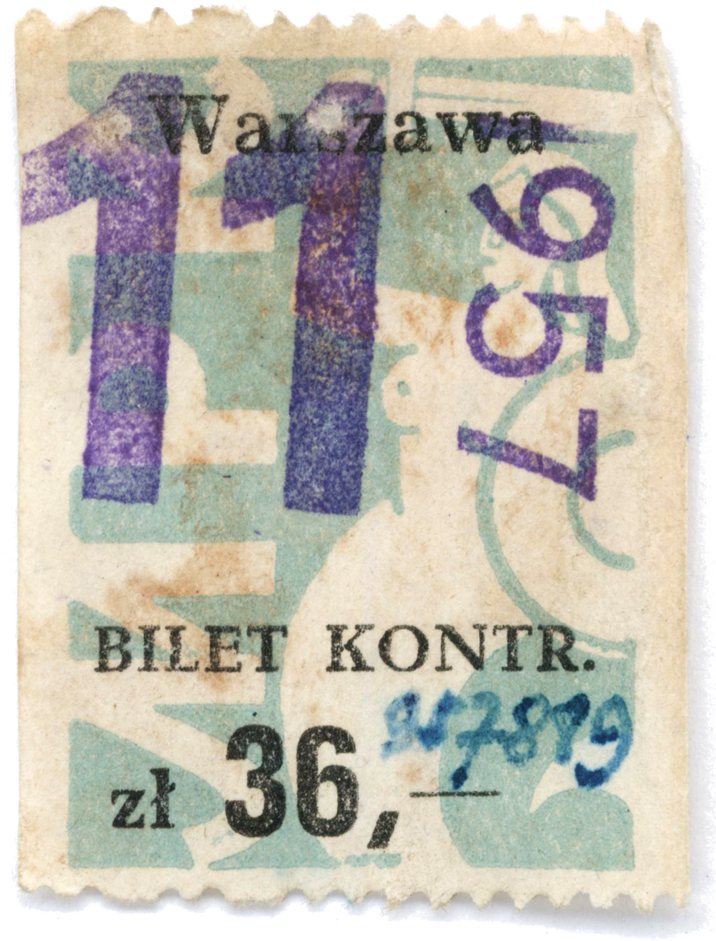 Warszawa
11
1957
BILET KONTR.
zł 36,—